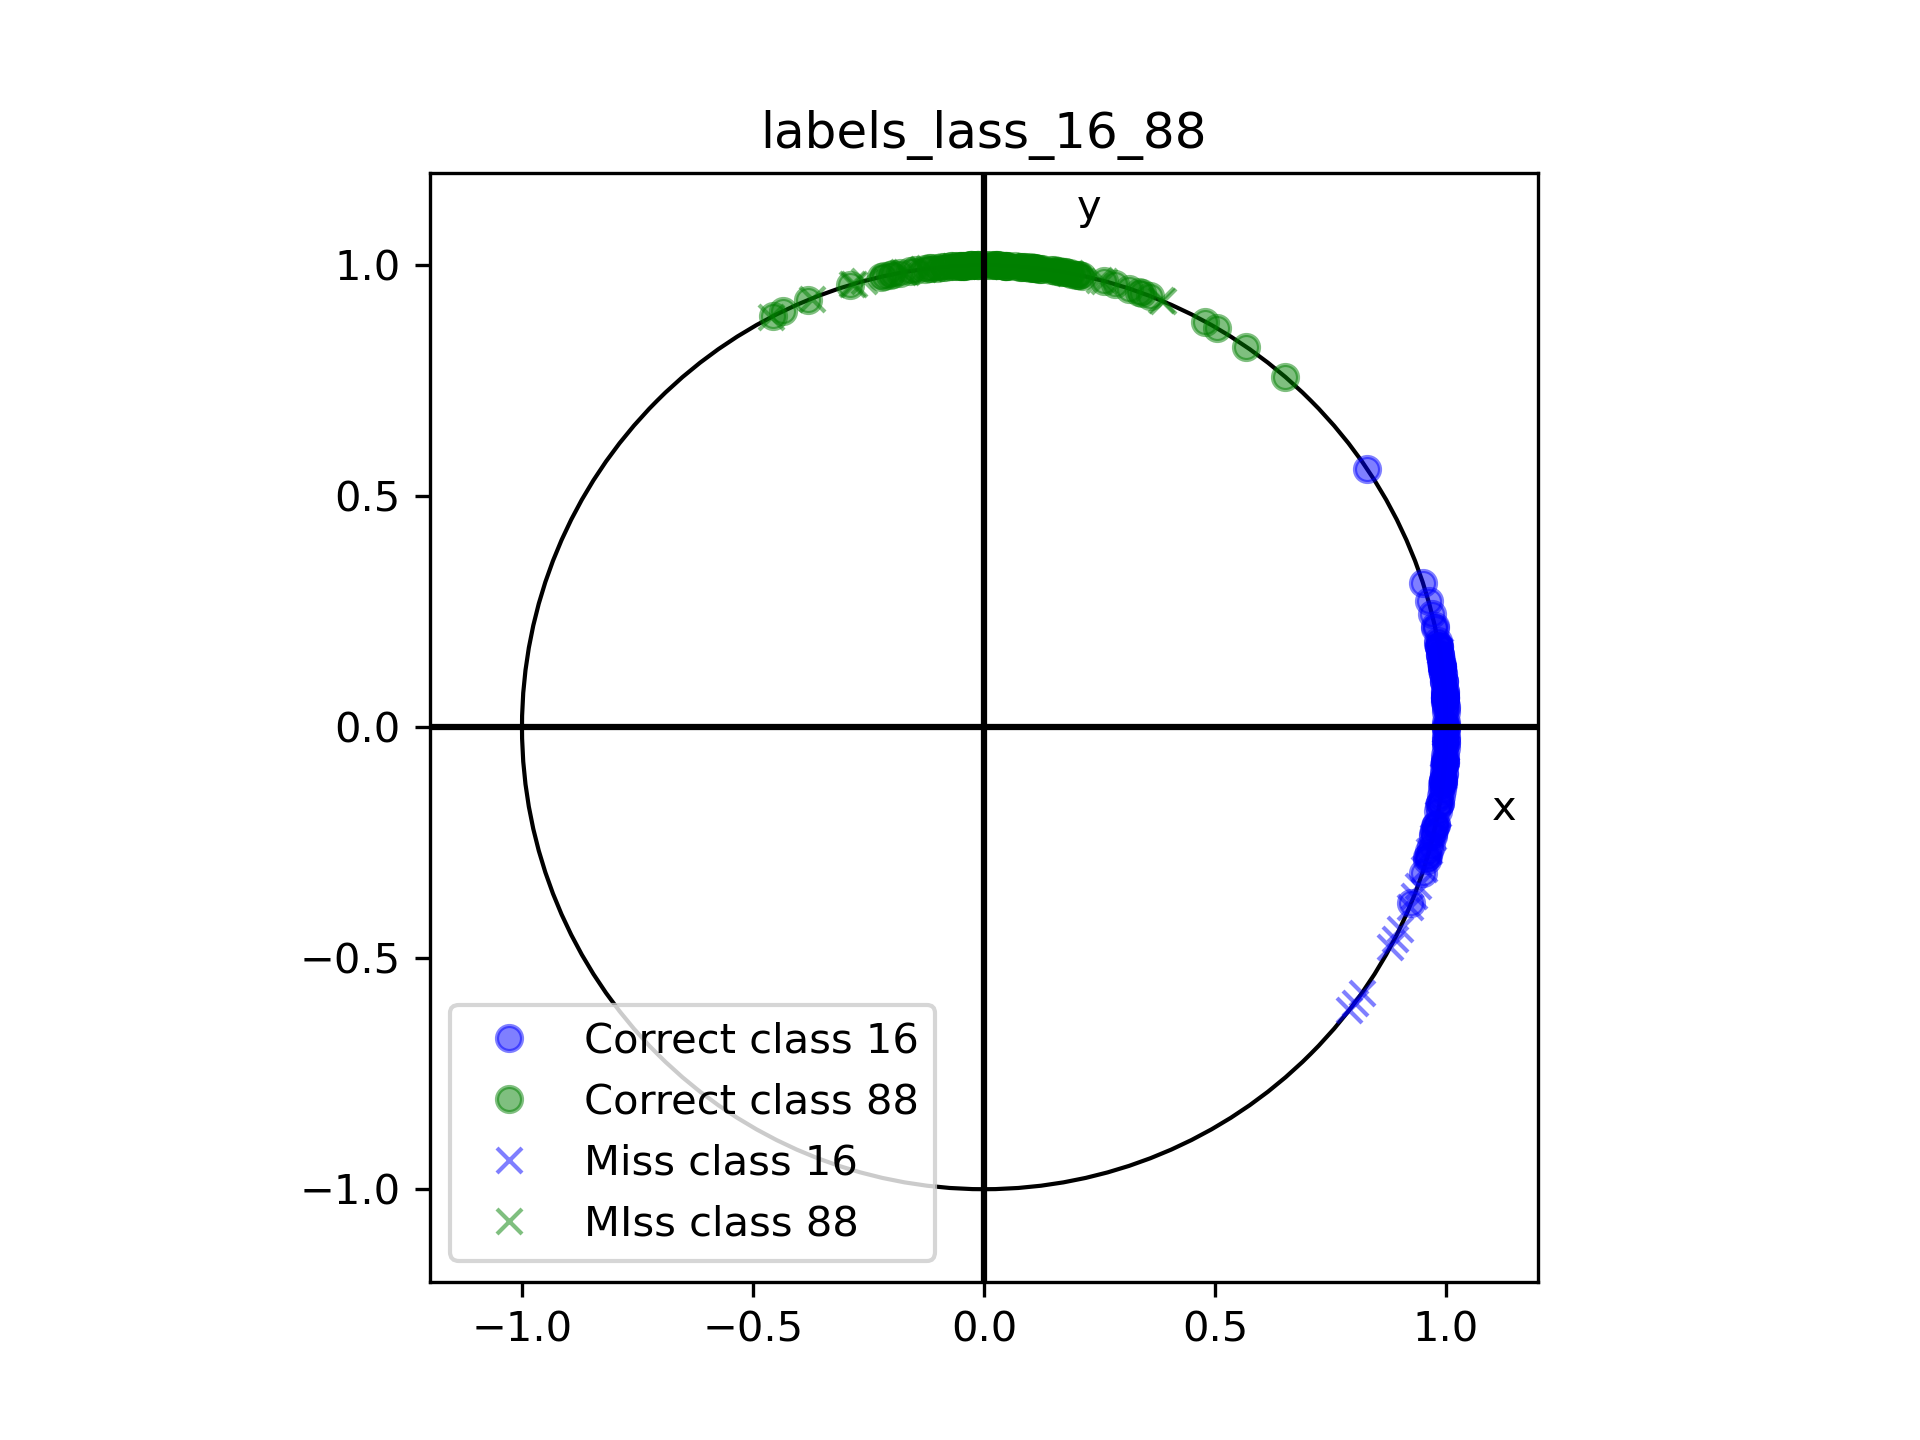 labels_lass_16_88
y
1.0
0.5
0.0
−0.5
−1.0
x
Correct class 16
Correct class 88
Miss class 16
MIss class 88
−1.0 −0.5 0.0 0.5 1.0